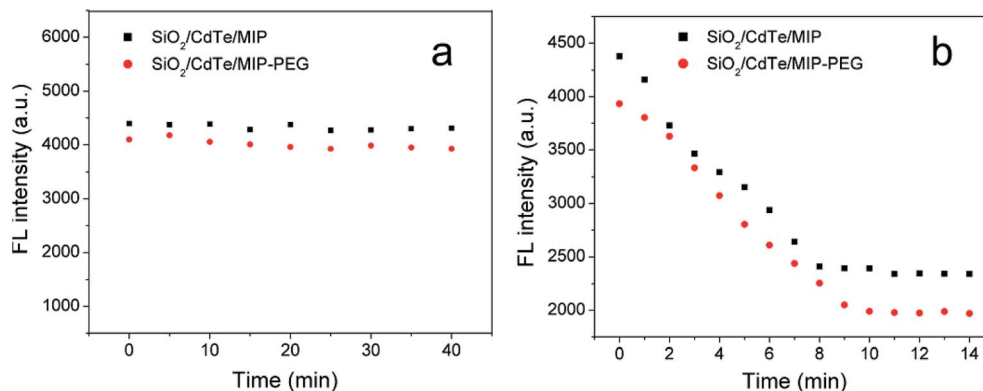 6000
5000
4000
3000
2000
1000
FL intensity (a.u.)
SiO2/CdTe/MIP
SiO2/CdTe/MIP-PEG
a
0 10 20 30 40
Time (min)
4500
4000
3500
3000
2500
2000
FL intensity (a.u.)
SiO2/CdTe/MIP
SiO2/CdTe/MIP-PEG
b
0 2 4 6 8 10 12 14
Time (min)